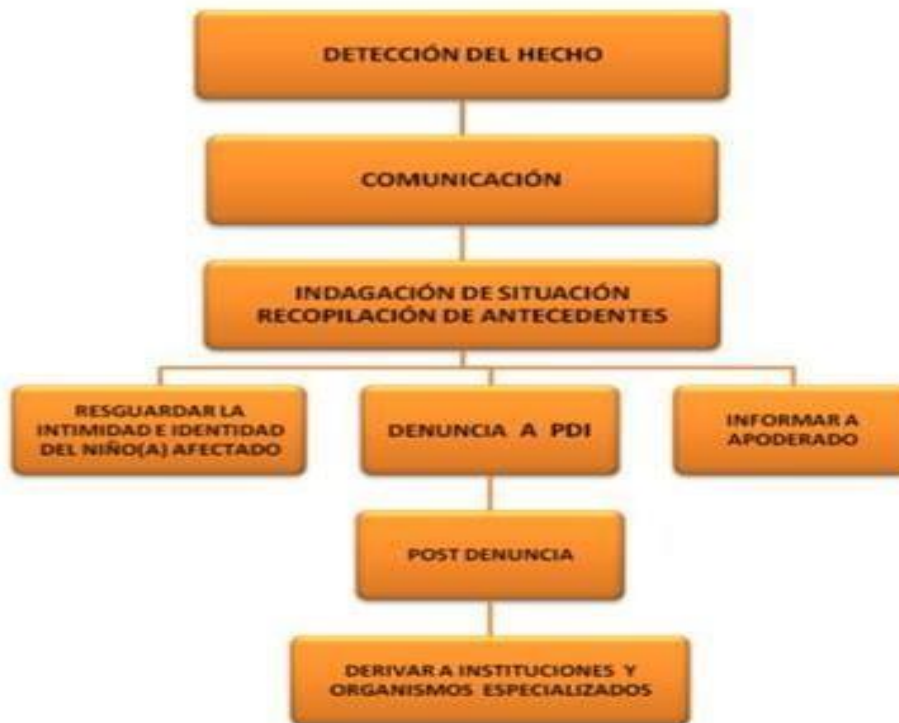 DETECCIÓN DEL HECHO
COMUNICACIÓN
INDAGACIÓN DE SITUACIÓN
RECOPILACIÓN DE ANTECEDENTES
RESGUARDAR LA
INTIMIDAD E IDENTIDAD
DEL NIÑO(A) AFECTADO
DENUNCIA A PDI
INFORMAR A
APODERADO
POST DENUNCIA
DERIVAR A INSTITUCIONES Y
ORGANISMOS ESPECIALIZADOS